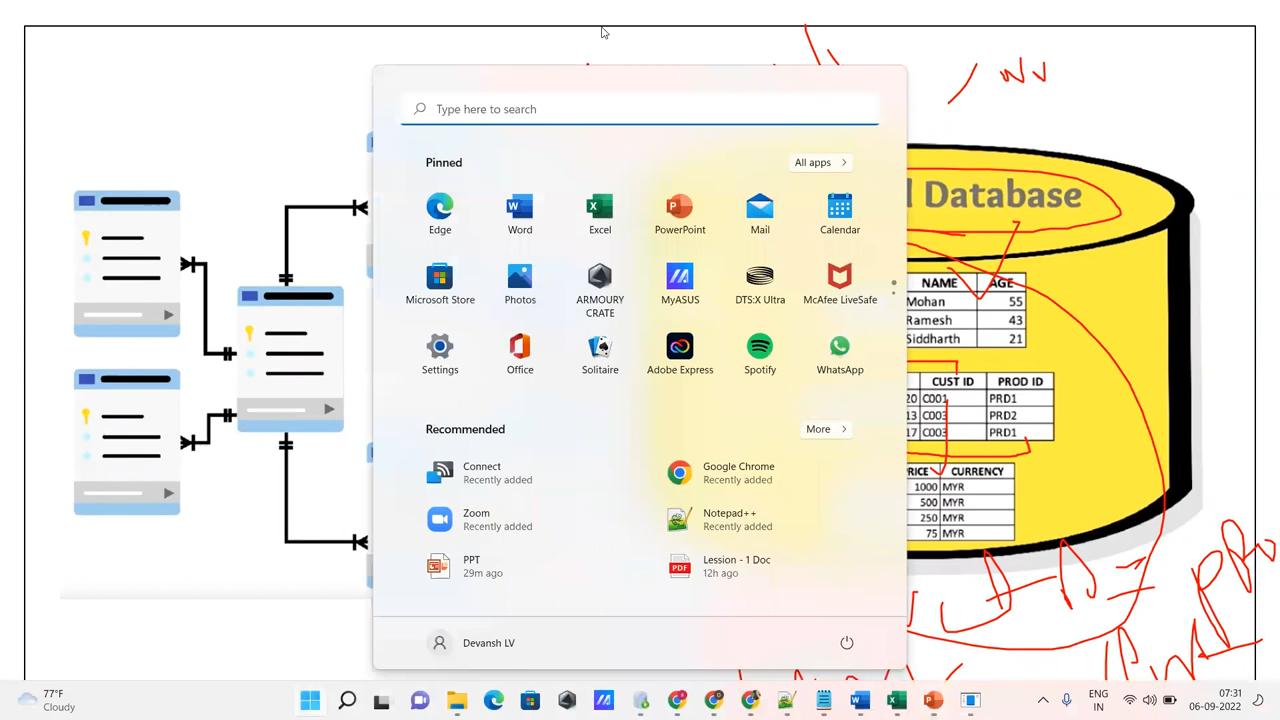 Type here to search
Pinned
All apps
Edge
Word
Excel
PowerPoint
Mail
Calendar
Microsoft Store
Photos
ARMOURY CRATE
MyASUS
DTS:X Ultra
McAfee LiveSafe
Settings
Office
Solitaire
Adobe Express
Spotify
WhatsApp
Recommended
More
Connect
Recently added
Google Chrome
Recently added
Zoom
Recently added
Notepad++
Recently added
PPT
29m ago
Lession - 1 Doc
12h ago
Devansh LV
Database
NAME AGE
Mohan 55
Ramesh 43
Siddharth 21
CUST ID PROD ID
20 C001 PRD1
13 C003 PRD2
17 C003 PRD1
CURRENCY
1000 MYR
500 MYR
250 MYR
75 MYR
77°F
Cloudy
ENG
IN
07:31
06-09-2022